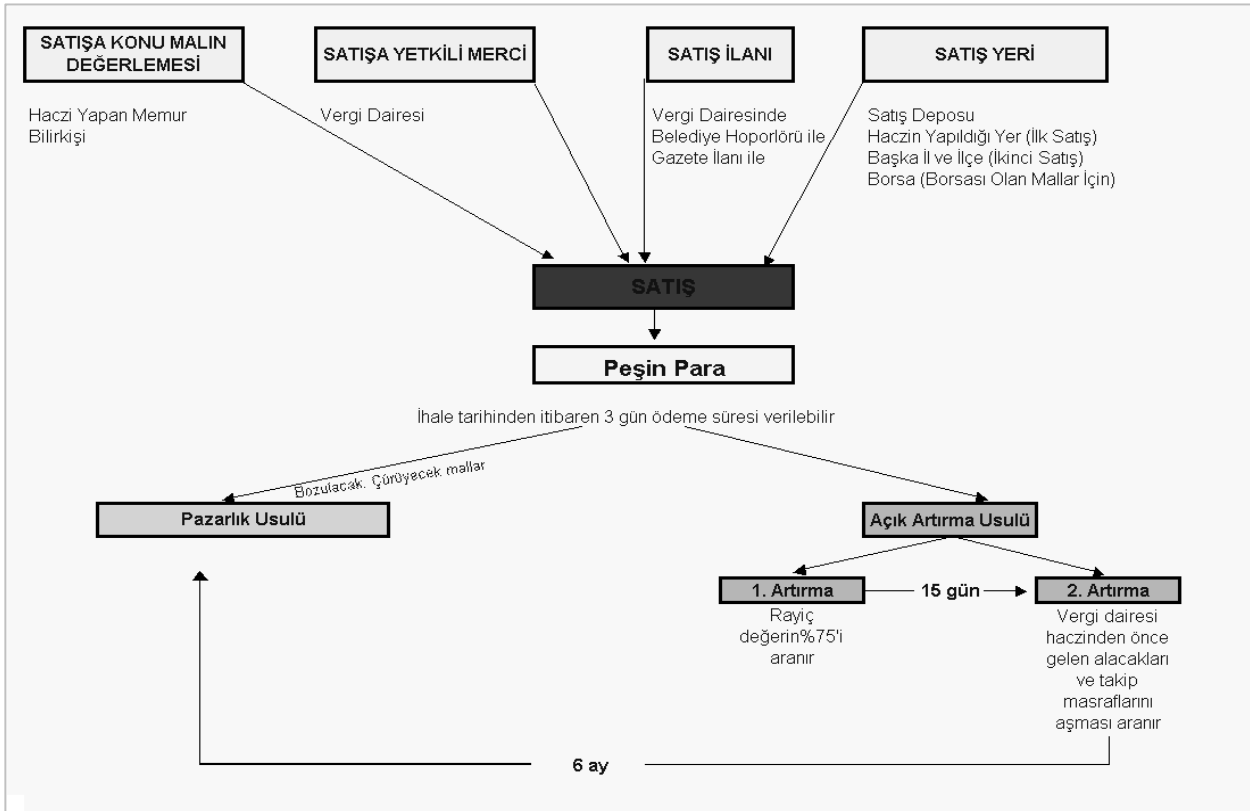 SATIŞA KONU MALIN
DEĞERLEMESİ
SATIŞA YETKİLİ MERCİ
SATIŞ İLANI
SATIŞ YERİ
Haczi Yapan Memur
Bilirkişi
Vergi Dairesi
Vergi Dairesinde
Belediye Hoporlörü ile
Gazete İlanı ile
Satış Deposu
Haczin Yapıldığı Yer (İlk Satış)
Başka İl ve İlçe (İkinci Satış)
Borsa (Borsası Olan Mallar İçin)
SATIŞ
Peşin Para
İhale tarihinden itibaren 3 gün ödeme süresi verilebilir
Bozulacak. Çürüyecek mallar
Pazarlık Usulü
Açık Artırma Usulü
1. Artırma
15 gün
2. Artırma
Rayiç
değerin%75'i
aranır
Vergi dairesi
haczinden önce
gelen alacakları
ve takip
masraflarını
aşması aranır
6 ay